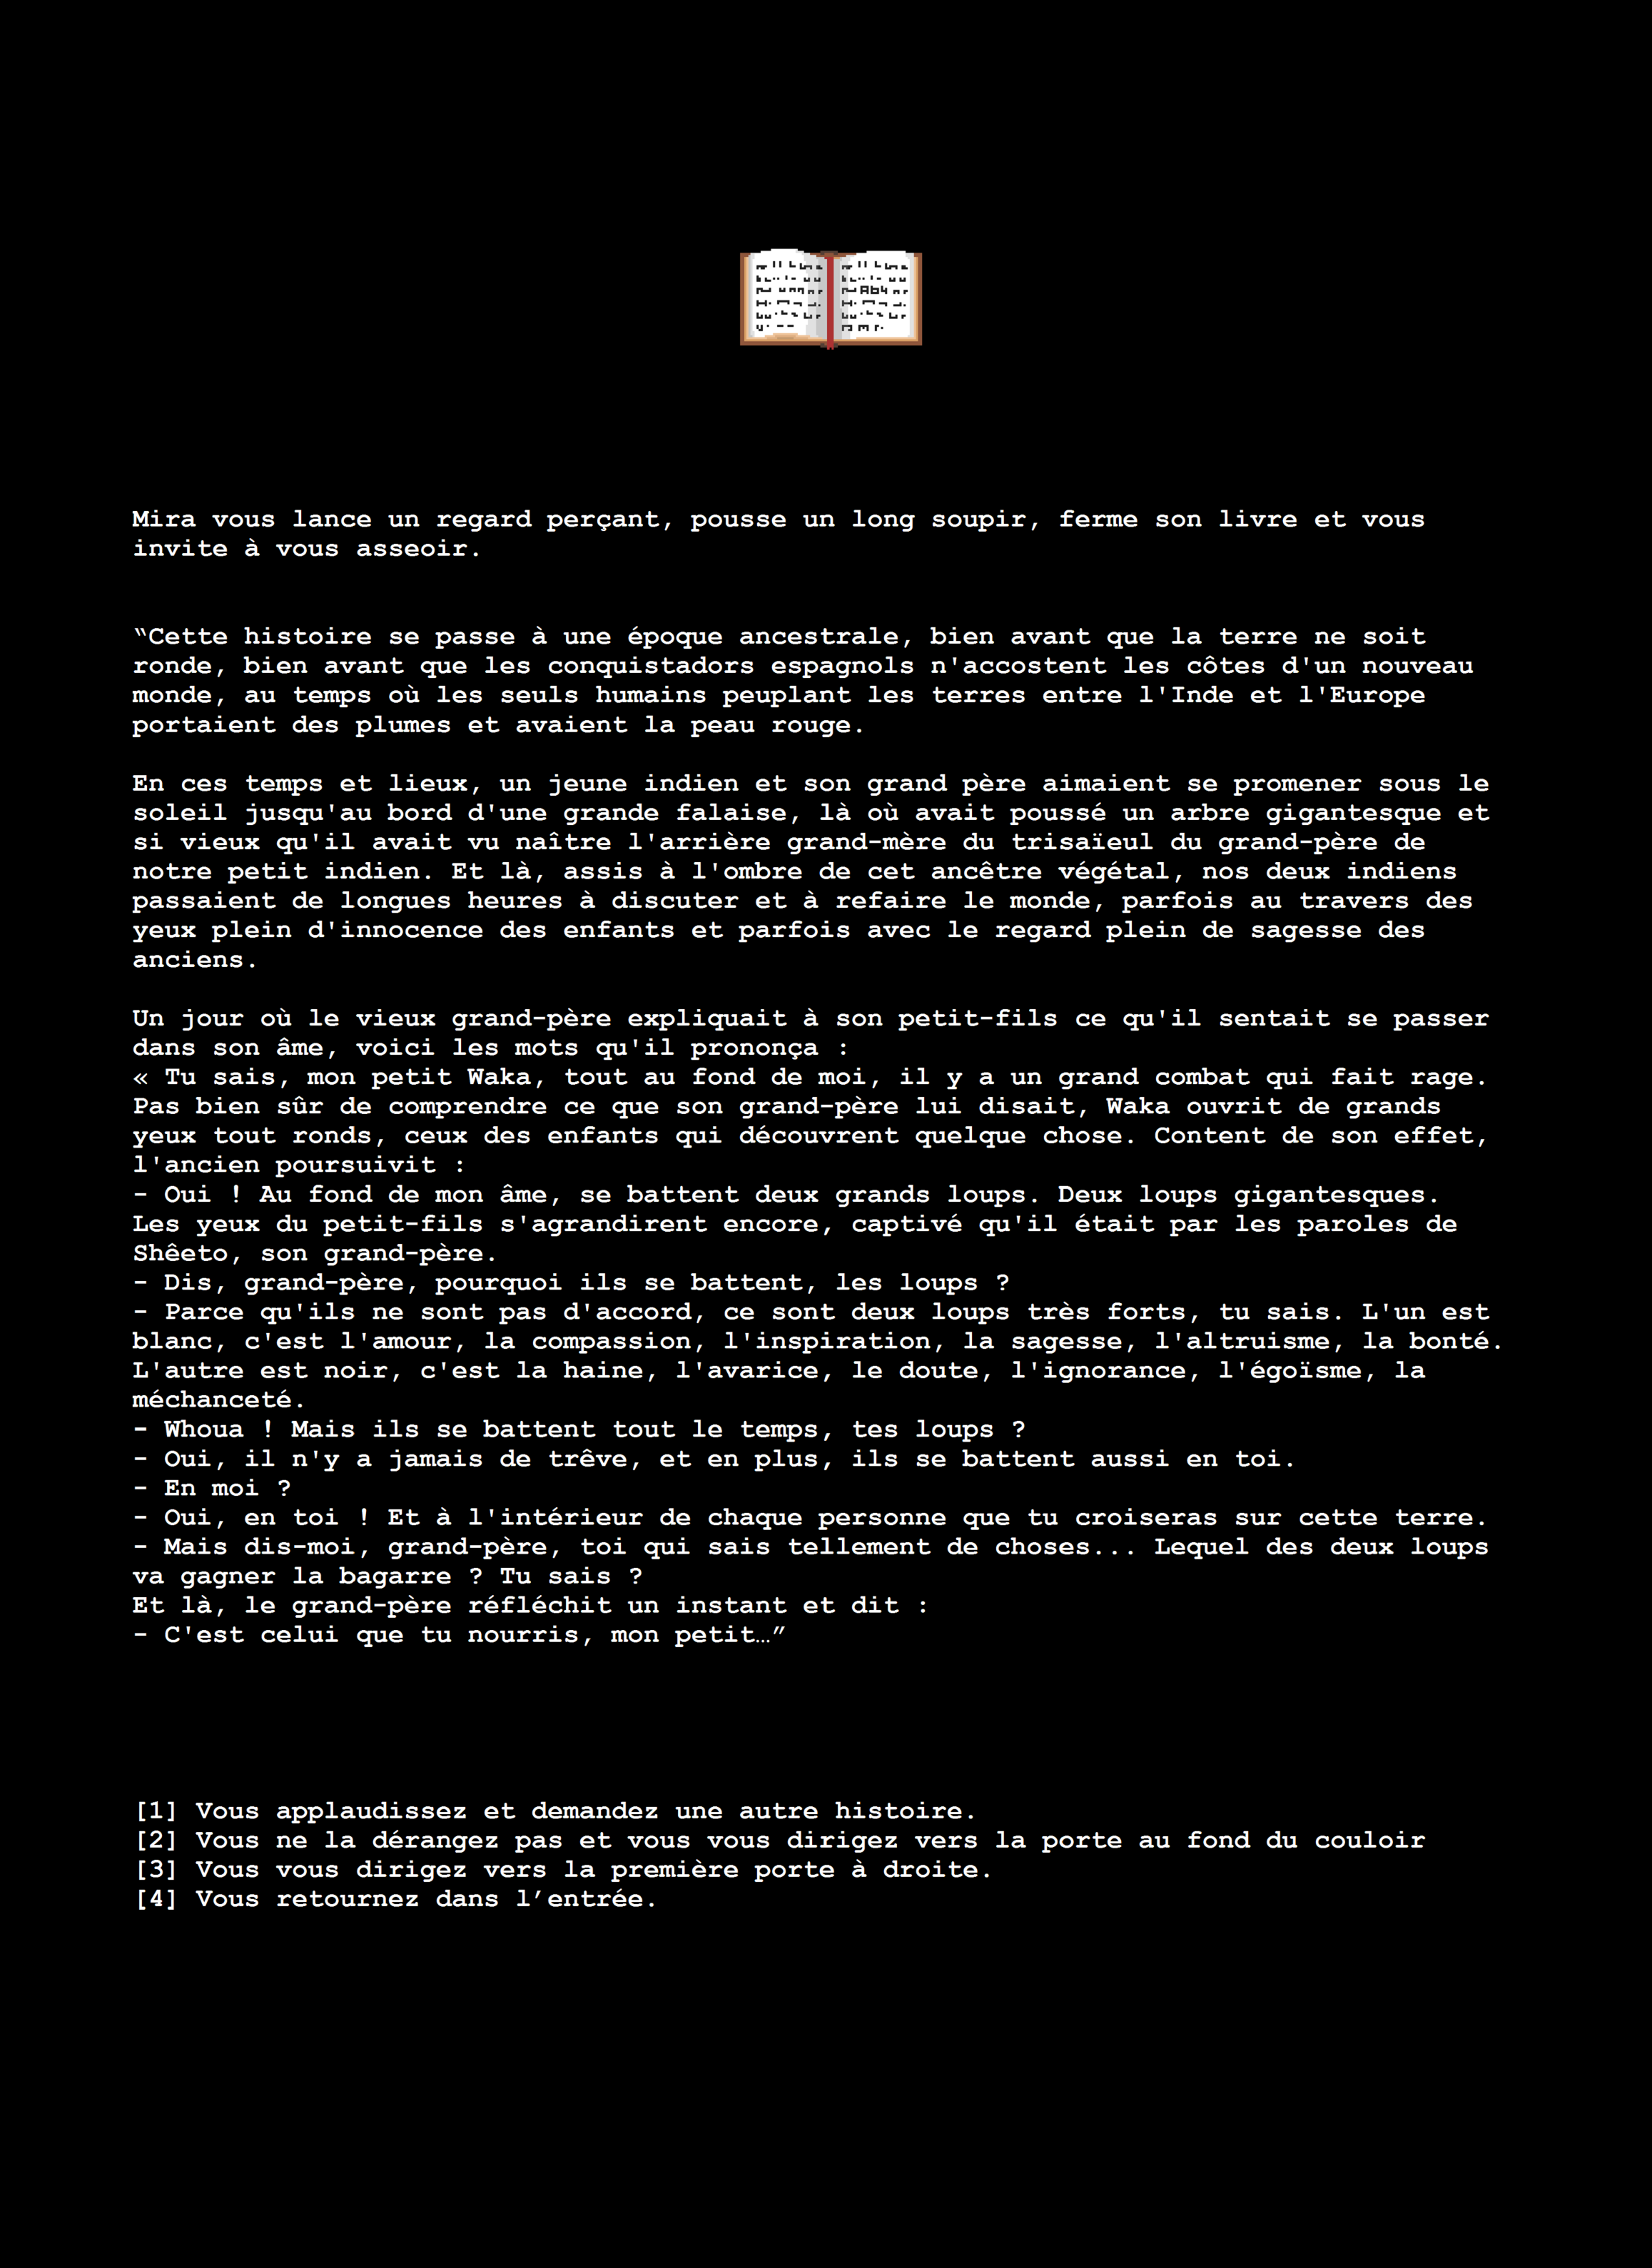 A64
Mira vous lance un regard perçant, pousse un long soupir, ferme son livre et vous
invite à vous asseoir.
“Cette histoire se passe à une époque ancestrale, bien avant que la terre ne soit
ronde, bien avant que les conquistadors espagnols n'accostent les côtes d'un nouveau
monde, au temps où les seuls humains peuplant les terres entre l'Inde et l'Europe
portaient des plumes et avaient la peau rouge.
En ces temps et lieux, un jeune indien et son grand père aimaient se promener sous le
soleil jusqu'au bord d'une grande falaise, là où avait poussé un arbre gigantesque et
si vieux qu'il avait vu naître l'arrière grand-mère du trisaïeul du grand-père de
notre petit indien. Et là, assis à l'ombre de cet ancêtre végétal, nos deux indiens
passaient de longues heures à discuter et à refaire le monde, parfois au travers des
yeux plein d'innocence des enfants et parfois avec le regard plein de sagesse des
anciens.
Un jour où le vieux grand-père expliquait à son petit-fils ce qu'il sentait se passer
dans son âme, voici les mots qu'il prononça :
« Tu sais, mon petit Waka, tout au fond de moi, il y a un grand combat qui fait rage.
Pas bien sûr de comprendre ce que son grand-père lui disait, Waka ouvrit de grands
yeux tout ronds, ceux des enfants qui découvrent quelque chose. Content de son effet,
l'ancien poursuivit :
- Oui ! Au fond de mon âme, se battent deux grands loups. Deux loups gigantesques.
Les yeux du petit-fils s'agrandirent encore, captivé qu'il était par les paroles de
Shêeto, son grand-père.
- Dis, grand-père, pourquoi ils se battent, les loups ?
- Parce qu'ils ne sont pas d'accord, ce sont deux loups très forts, tu sais. L'un est
blanc, c'est l'amour, la compassion, l'inspiration, la sagesse, l'altruisme, la bonté.
L'autre est noir, c'est la haine, l'avarice, le doute, l'ignorance, l'égoïsme, la
méchanceté.
- Whoua ! Mais ils se battent tout le temps, tes loups ?
- Oui, il n'y a jamais de trêve, et en plus, ils se battent aussi en toi.
- En moi ?
- Oui, en toi ! Et à l'intérieur de chaque personne que tu croiseras sur cette terre.
- Mais dis-moi, grand-père, toi qui sais tellement de choses... Lequel des deux loups
va gagner la bagarre ? Tu sais ?
Et là, le grand-père réfléchit un instant et dit :
- C'est celui que tu nourris, mon petit…”
[1] Vous applaudissez et demandez une autre histoire.
[2] Vous ne la dérangez pas et vous vous dirigez vers la porte au fond du couloir
[3] Vous vous dirigez vers la première porte à droite.
[4] Vous retournez dans l’entrée.